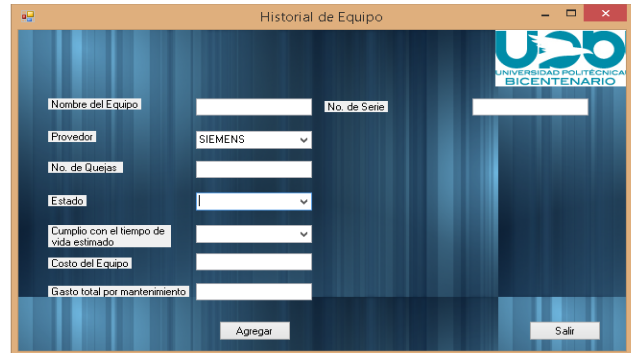 Historial de Equipo
UPB
UNIVERSIDAD POLITÉCNICA
BICENTENARIO
Nombre del Equipo
No. de Serie
Provedor
SIEMENS
No. de Quejas
Estado
Cumplio con el tiempo de
vida estimado
Costo del Equipo
Gasto total por mantenimiento
Agregar
Salir